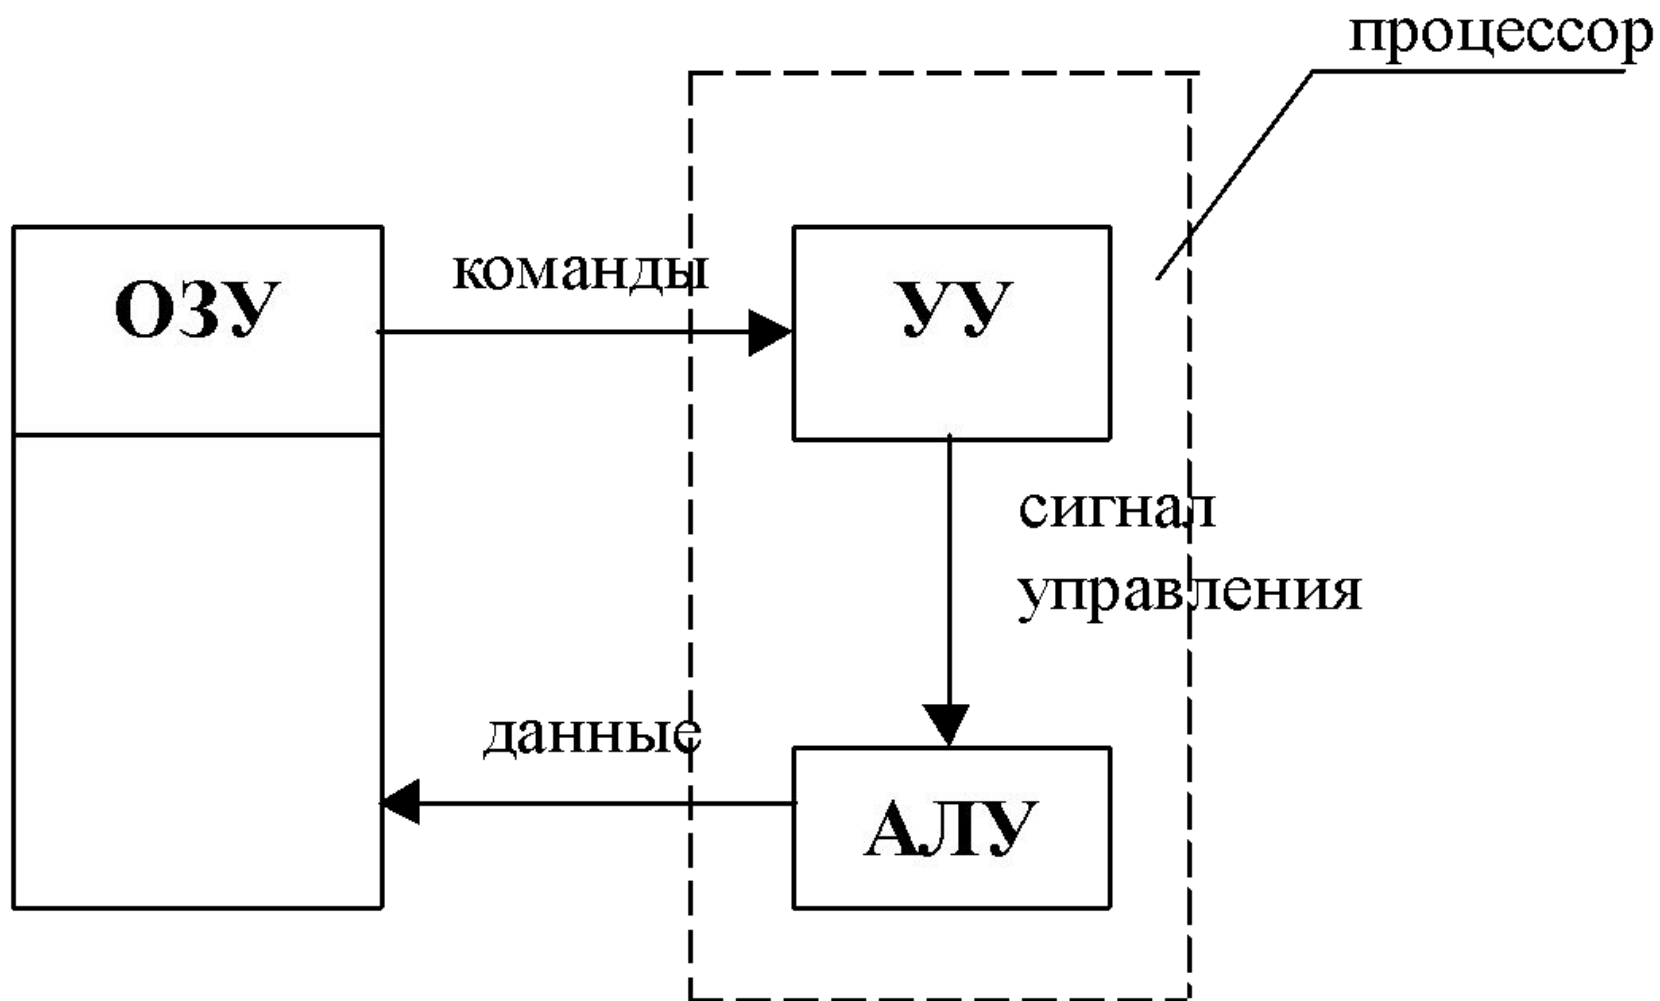 процессор
команды
ОЗУ
УУ
сигнал
управления
данные
АЛУ